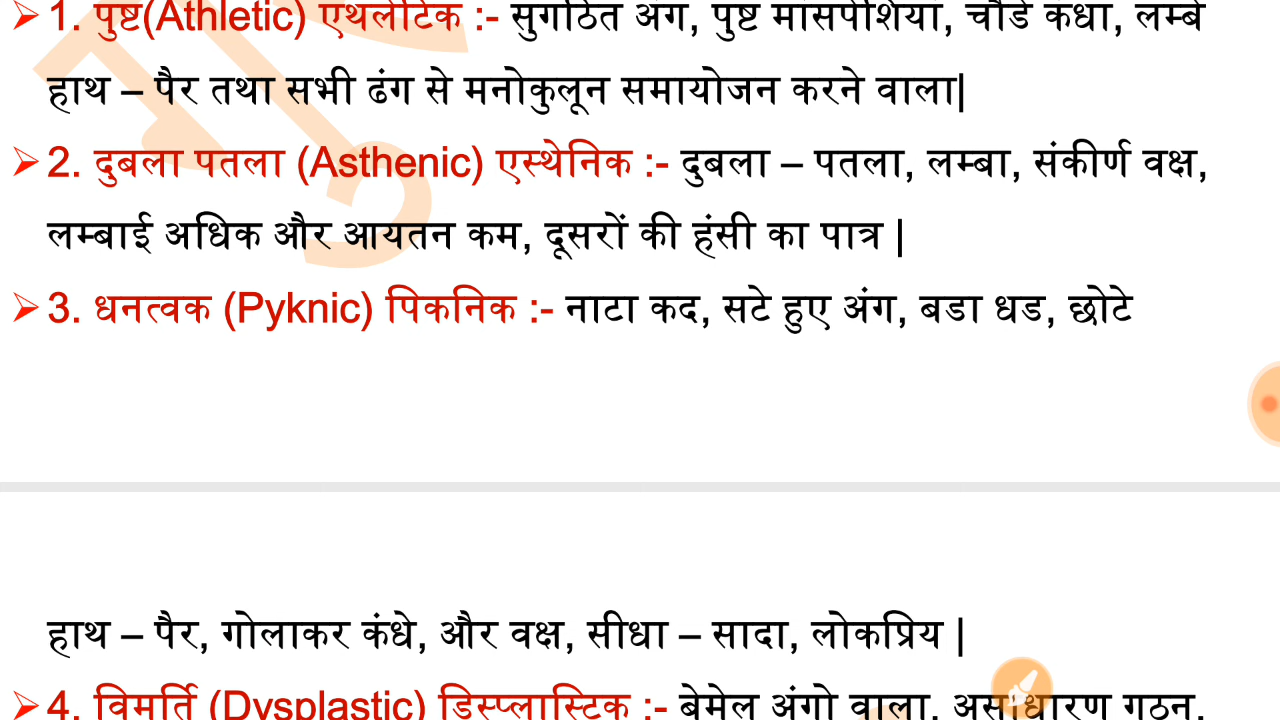 ➢ 1. पुष्ट(Athletic) एथलेटिक :- सुगठित अंग, पुष्ट मांसपेशियां, चौडे कंधा, लम्बे
हाथ – पैर तथा सभी ढंग से मनोकुलून समायोजन करने वाला|
➢ 2. दुबला पतला (Asthenic) एस्थेनिक :- दुबला – पतला, लम्बा, संकीर्ण वक्ष,
लम्बाई अधिक और आयतन कम, दूसरों की हंसी का पात्र |
➢ 3. धनत्वक (Pyknic) पिकनिक :- नाटा कद, सटे हुए अंग, बडा धड, छोटे
हाथ – पैर, गोलाकर कंधे, और वक्ष, सीधा – सादा, लोकप्रिय |
➢ 4. विमर्ति (Dysplastic) डिस्प्लास्टिक :- बेमेल अंगो वाला, असाधारण गठन,